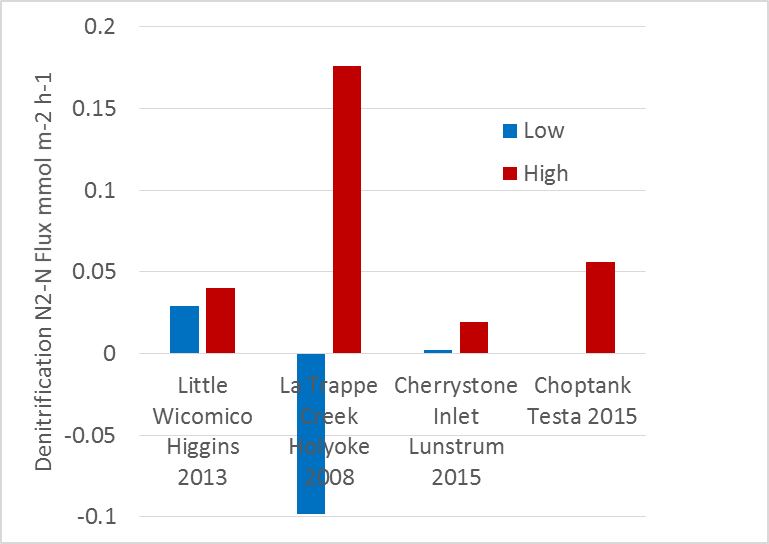 Denitrification N2-N Flux mmol m-2 h-1
0.2
0.15
0.1
0.05
0
-0.05
-0.1
Low
High
Little
Wicomico
Higgins
2013
La Trappe
Creek
Holyoke
2008
Cherrystone
Inlet
Lunstrum
2015
Choptank
Testa 2015